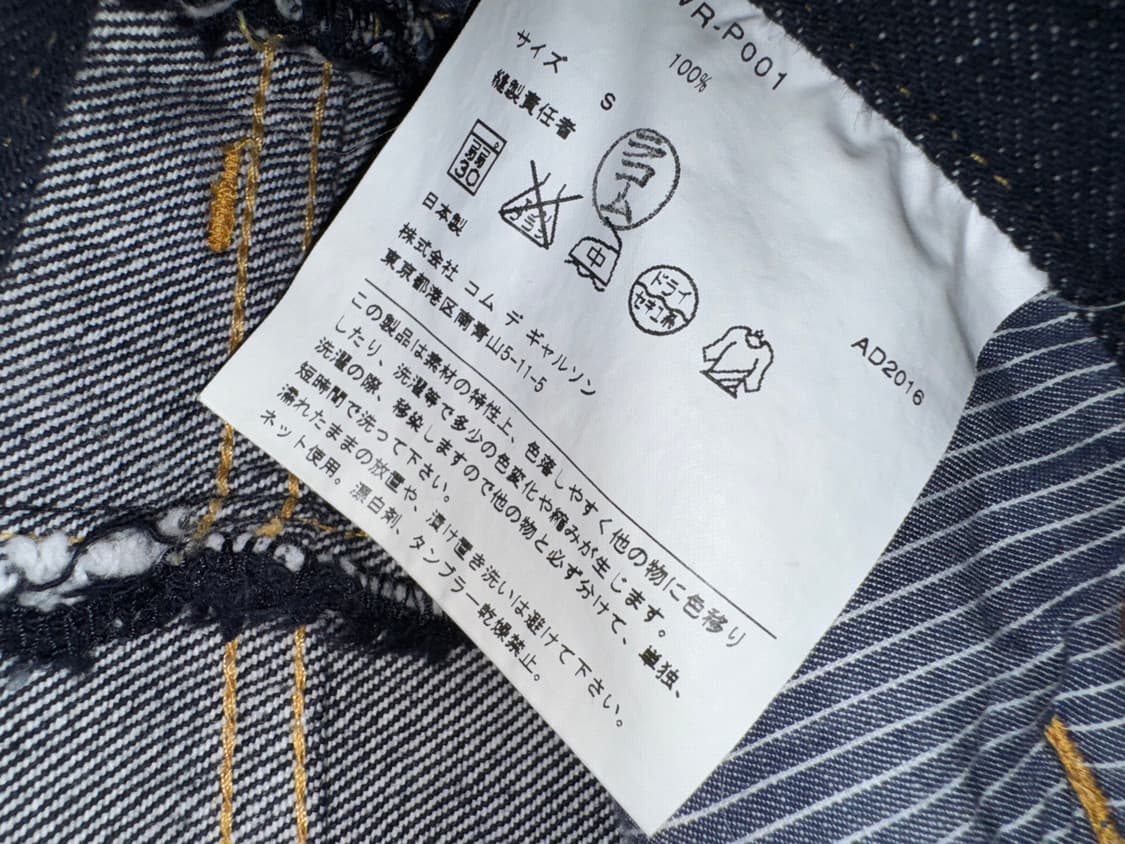 VR-P001
100%
サイズ
S
縫製責任者
ラコーム
弱
30
エンソ
中
ドライ
セキユ系
日本製
株式会社 コム デ ギャルソン
東京都港区南青山5-11-5
AD2016
この製品は素材の特性上、色落しやすく他の物に色移り
したり、洗濯等で多少の色変化や縮みが生じます。
洗濯の際、移染しますので他の物と必ず分けて、単独、
短時間で洗って下さい。
濡れたままの放置や、漬け置き洗いは避けて下さい。
ネット使用。漂白剤、タンブラー乾燥禁止。